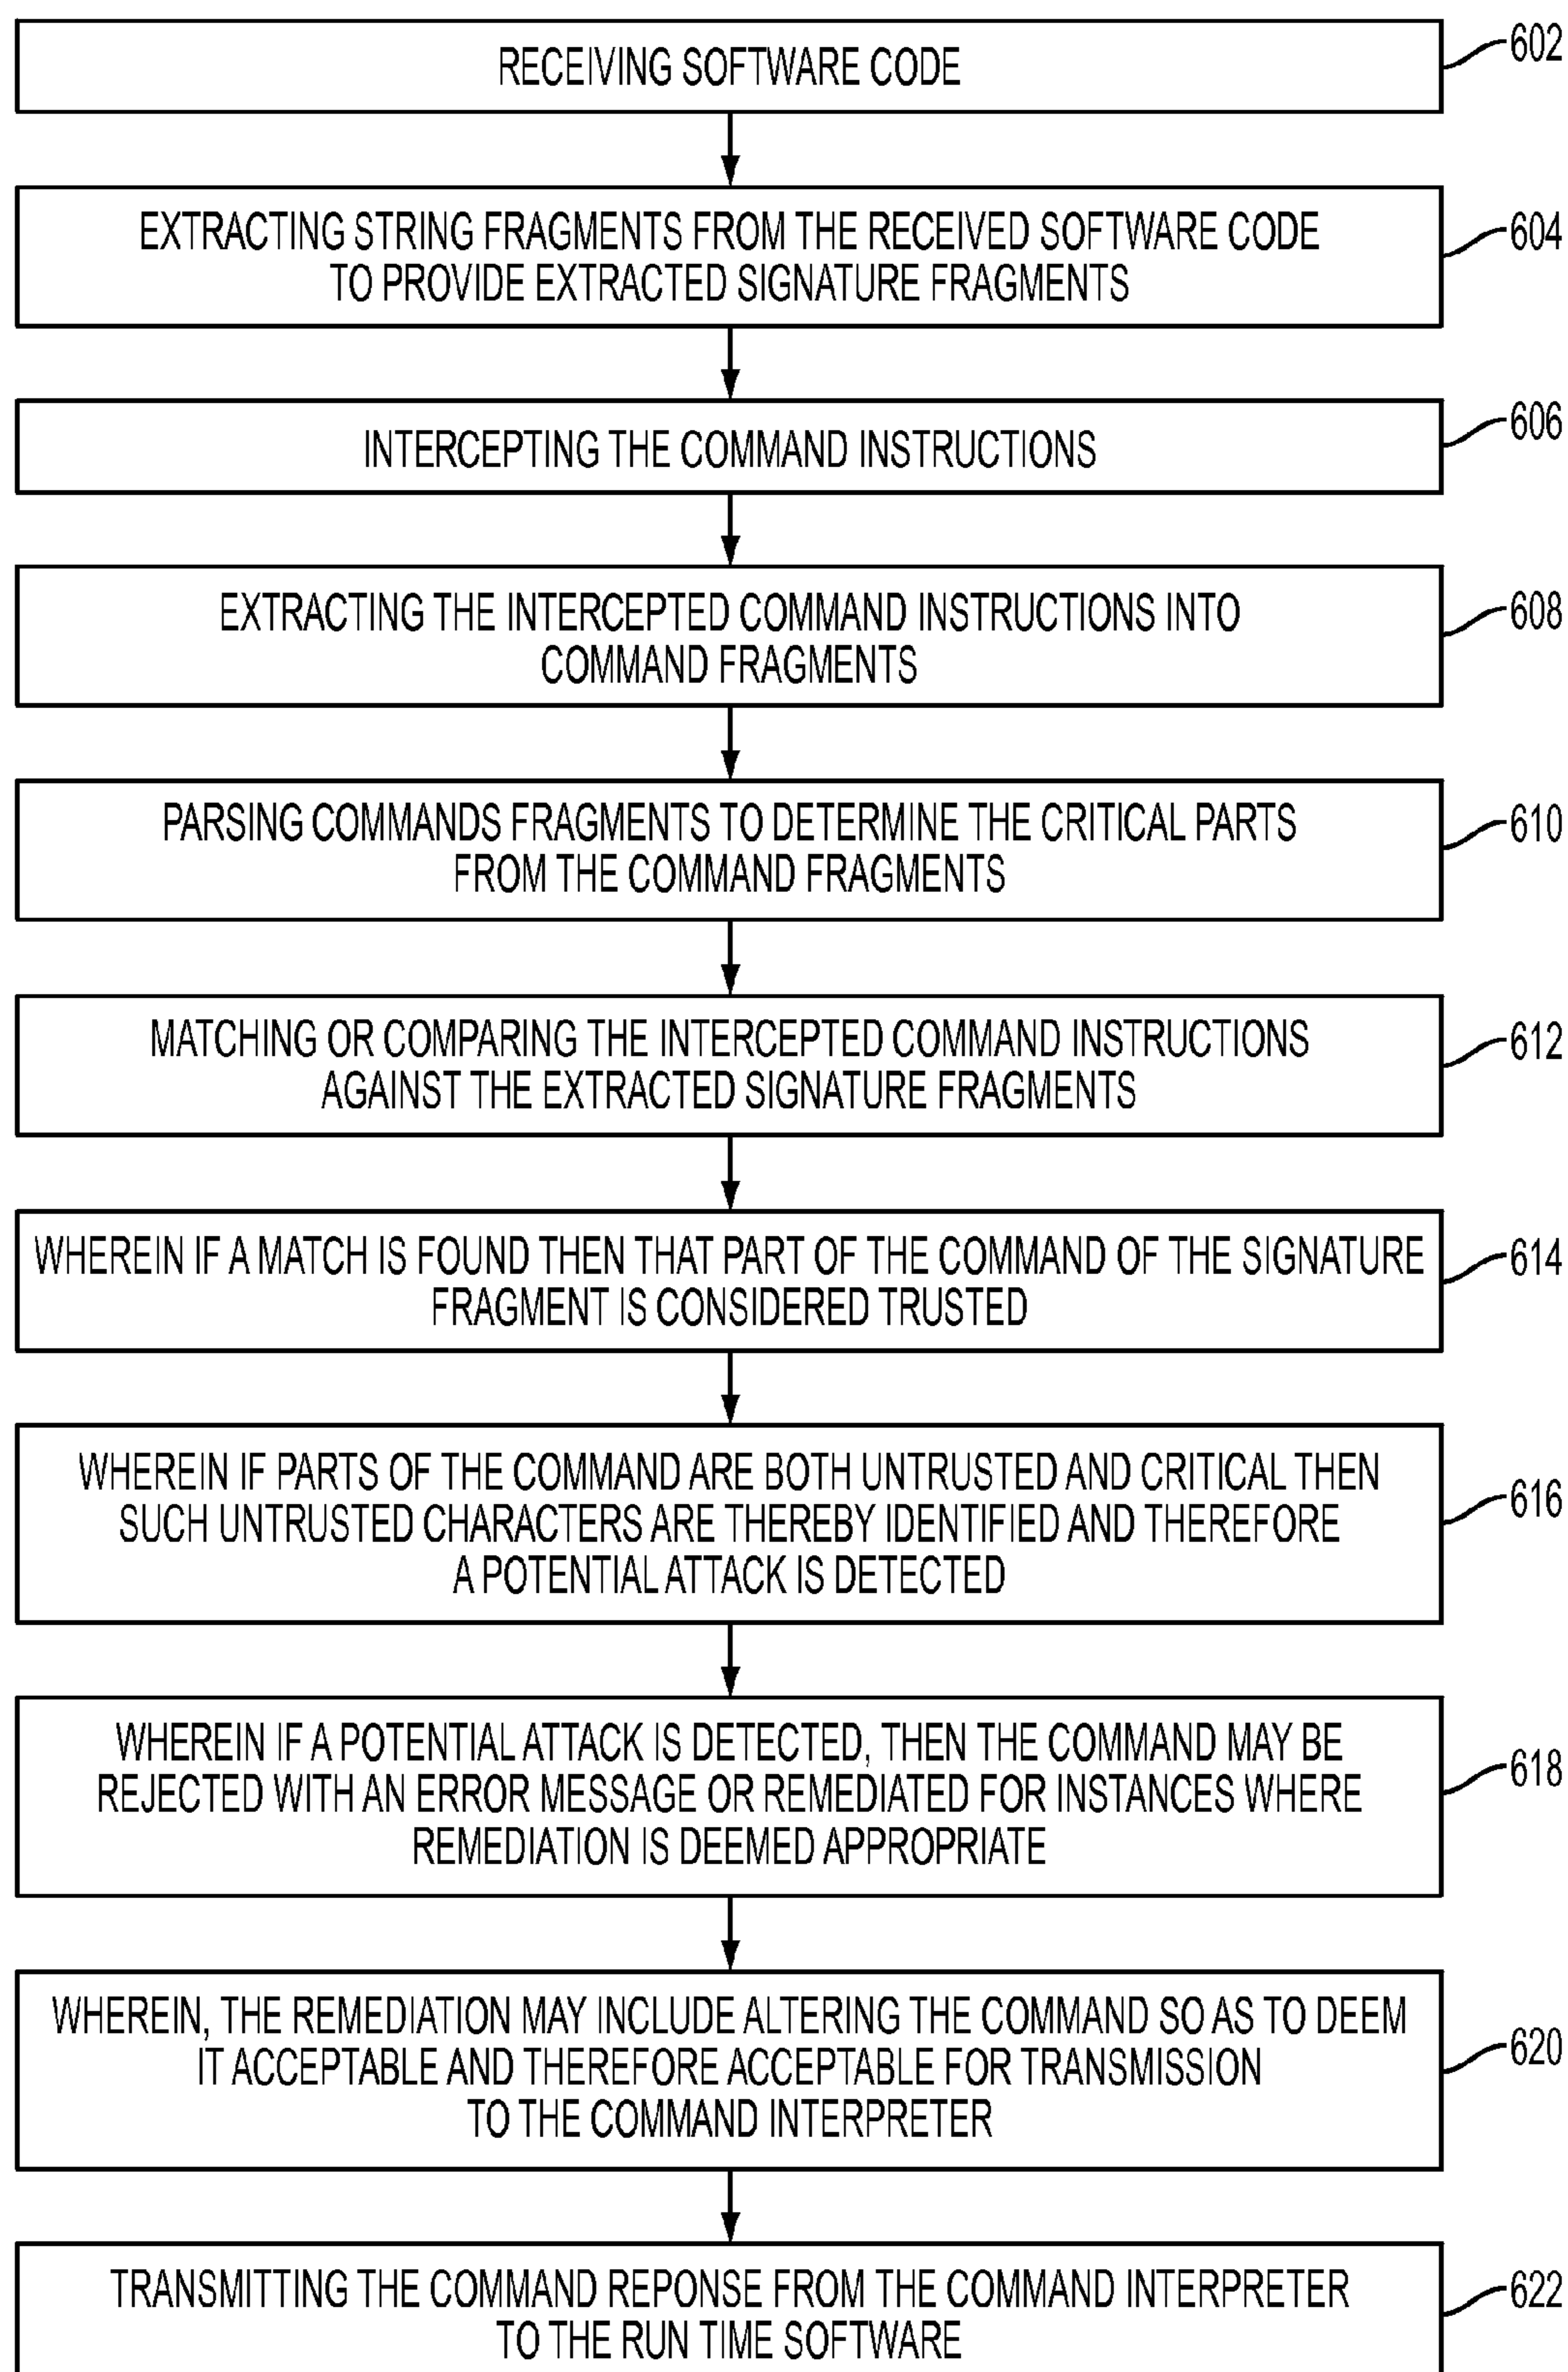 RECEIVING SOFTWARE CODE
602
EXTRACTING STRING FRAGMENTS FROM THE RECEIVED SOFTWARE CODE
TO PROVIDE EXTRACTED SIGNATURE FRAGMENTS
604
INTERCEPTING THE COMMAND INSTRUCTIONS
606
EXTRACTING THE INTERCEPTED COMMAND INSTRUCTIONS INTO
COMMAND FRAGMENTS
608
PARSING COMMANDS FRAGMENTS TO DETERMINE THE CRITICAL PARTS
FROM THE COMMAND FRAGMENTS
610
MATCHING OR COMPARING THE INTERCEPTED COMMAND INSTRUCTIONS
AGAINST THE EXTRACTED SIGNATURE FRAGMENTS
612
WHEREIN IF A MATCH IS FOUND THEN THAT PART OF THE COMMAND OF THE SIGNATURE
FRAGMENT IS CONSIDERED TRUSTED
614
WHEREIN IF PARTS OF THE COMMAND ARE BOTH UNTRUSTED AND CRITICAL THEN
SUCH UNTRUSTED CHARACTERS ARE THEREBY IDENTIFIED AND THEREFORE
A POTENTIAL ATTACK IS DETECTED
616
WHEREIN IF A POTENTIAL ATTACK IS DETECTED, THEN THE COMMAND MAY BE
REJECTED WITH AN ERROR MESSAGE OR REMEDIATED FOR INSTANCES WHERE
REMEDIATION IS DEEMED APPROPRIATE
618
WHEREIN, THE REMEDIATION MAY INCLUDE ALTERING THE COMMAND SO AS TO DEEM
IT ACCEPTABLE AND THEREFORE ACCEPTABLE FOR TRANSMISSION
TO THE COMMAND INTERPRETER
620
TRANSMITTING THE COMMAND REPONSE FROM THE COMMAND INTERPRETER
TO THE RUN TIME SOFTWARE
622